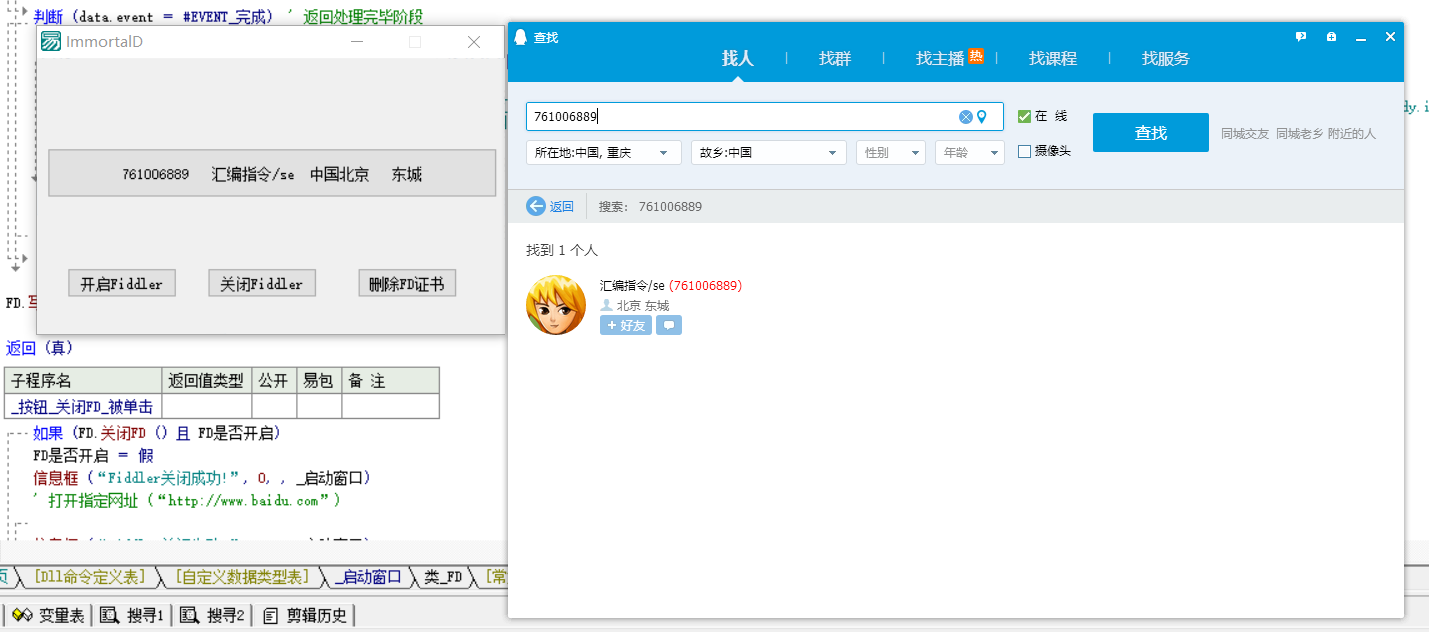 判断 (data.event = #EVENT_完成) ' 返回处理完毕阶段
ImmortalD
761006889 汇编指令/se 中国北京 东城
开启Fiddler 关闭Fiddler 删除FD证书
FD.
返回 (真)
子程序名 返回值类型 公开 易包 备 注
_按钮_关闭FD_被单击
如果 (FD.关闭FD () 且 FD是否开启)
FD是否开启 = 假
信息框 (“Fiddler关闭成功!”, 0, , _启动窗口)
' 打开指定网址 (“http://www.baidu.com”)
页 [Dll命令定义表] [自定义数据类型表] _启动窗口 类_FD [常
变量表 搜寻1 搜寻2 剪辑历史
查找
找人 找群 找主播 热 找课程 找服务
761006889 在 线
查找 同城交友 同城老乡 附近的人
所在地:中国, 重庆 故乡:中国 性别 年龄 摄像头
返回 搜索: 761006889
找到 1 个人
汇编指令/se (761006889)
北京 东城
+ 好友
dy.i